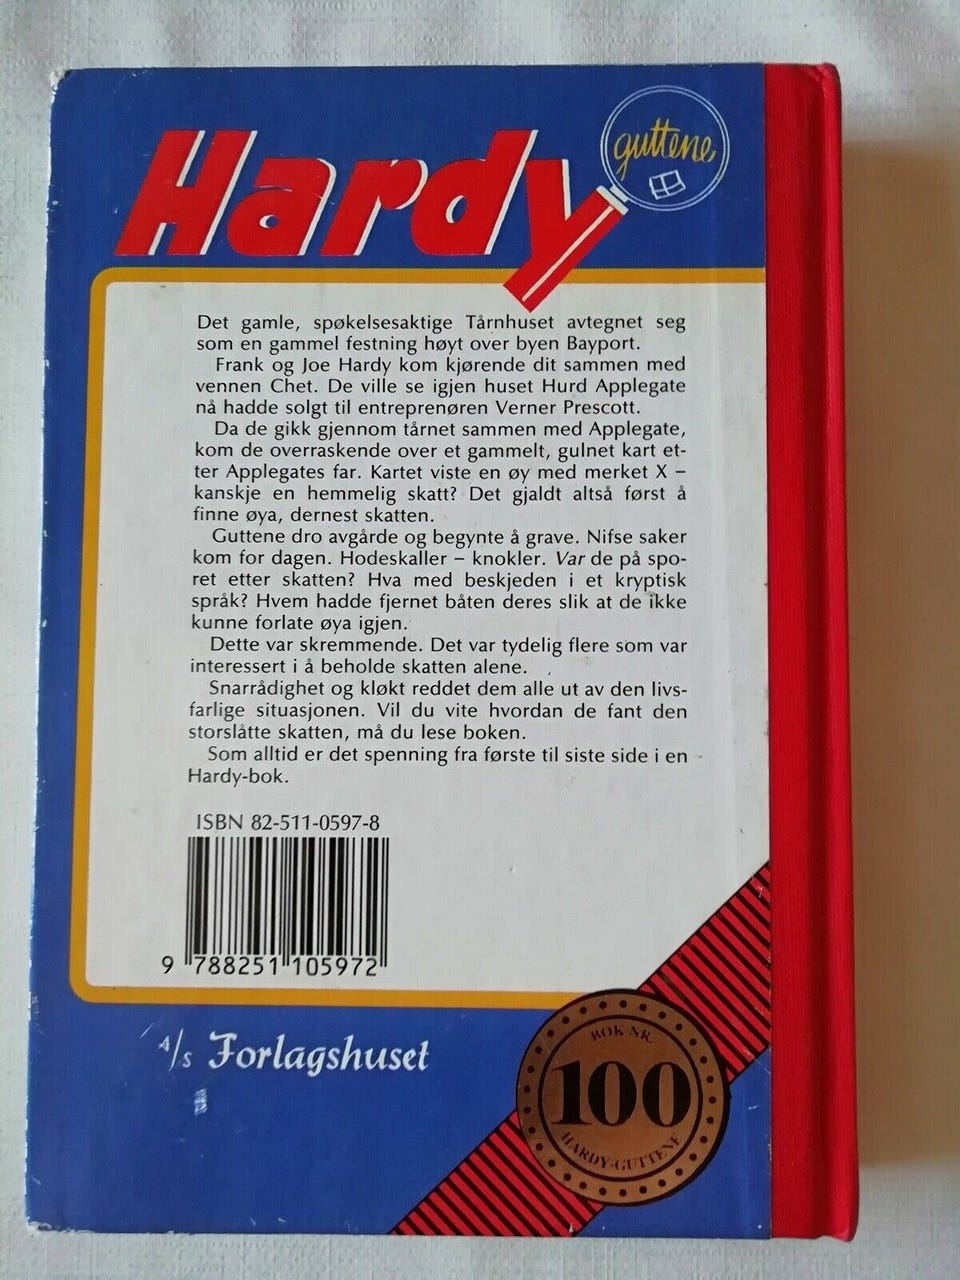 Hardy
guttene
Det gamle, spøkelsesaktige Tårnhuset avtegnet seg
som en gammel festning høyt over byen Bayport.
Frank og Joe Hardy kom kjørende dit sammen med
vennen Chet. De ville se igjen huset Hurd Applegate
nå hadde solgt til entreprenøren Verner Prescott.
Da de gikk gjennom tårnet sammen med Applegate,
kom de overraskende over et gammelt, gulnet kart et-
ter Applegates far. Kartet viste en øy med merket X –
kanskje en hemmelig skatt? Det gjaldt altså først å
finne øya, dernest skatten.
Guttene dro avgårde og begynte å grave. Nifse saker
kom for dagen. Hodeskaller – knokler. Var de på spo-
ret etter skatten? Hva med beskjeden i et kryptisk
språk? Hvem hadde fjernet båten deres slik at de ikke
kunne forlate øya igjen.
Dette var skremmende. Det var tydelig flere som var
interessert i å beholde skatten alene.
Snarrådighet og kløkt reddet dem alle ut av den livs-
farlige situasjonen. Vil du vite hvordan de fant den
storslåtte skatten, må du lese boken.
Som alltid er det spenning fra første til siste side i en
Hardy-bok.
ISBN 82-511-0597-8
9 788251 105972
A/S Forlagshuset
BOK NR.
100
HARDY-GUTTENE